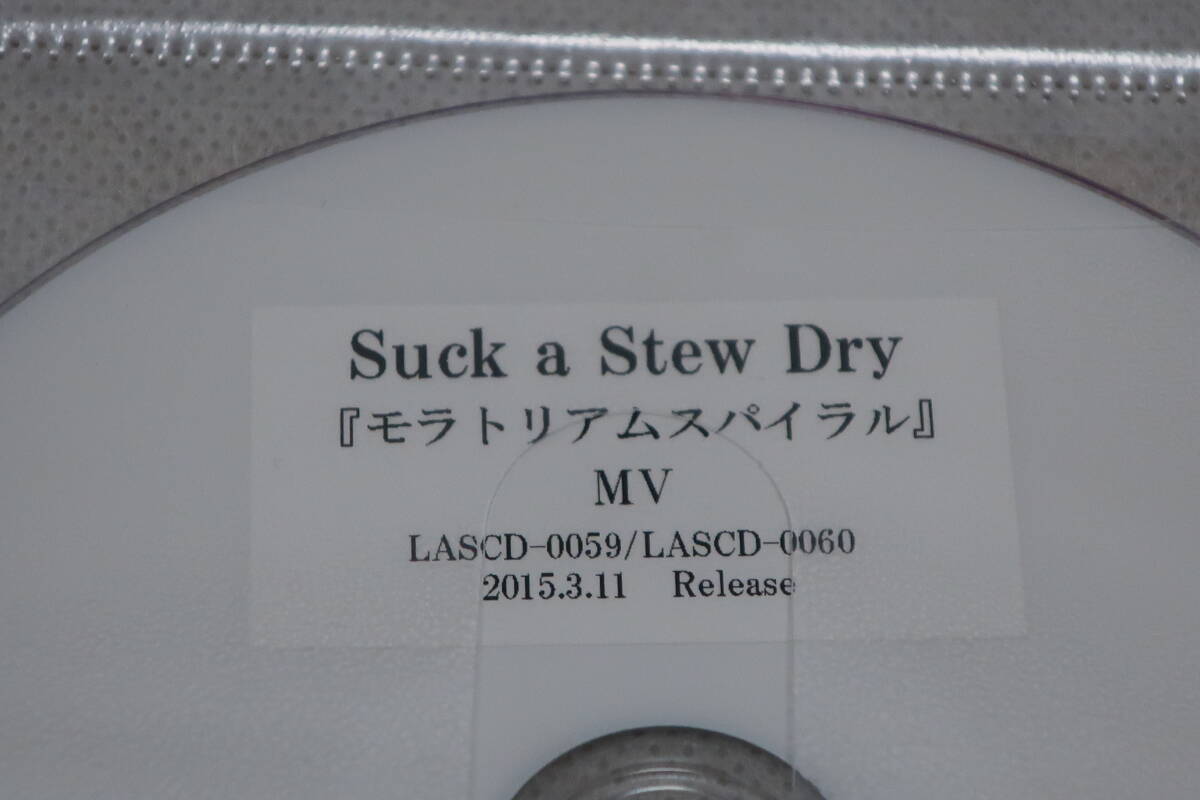 Suck a Stew Dry
『モラトリアムスパイラル』
MV
LASCD-0059/LASCD-0060
2015.3.11 Release